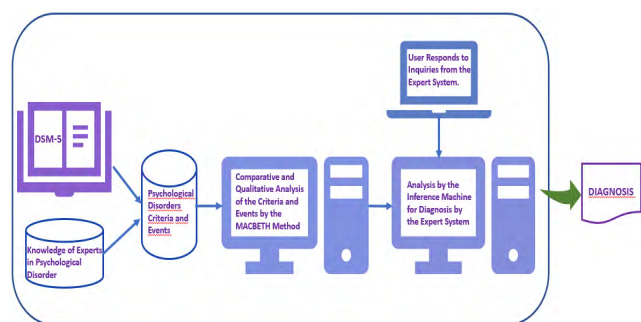 User Responds to
Inquiries from the
Expert System.
DSM-5
Psychological
Disorders
Criteria and
Events
Knowledge of Experts
in Psychological
Disorder
Comparative and
Qualitative Analysis
of the Criteria and
Events by the
MACBETH Method
Analysis by the
Inference Machine
for Diagnosis by
the Expert System
DIAGNOSIS